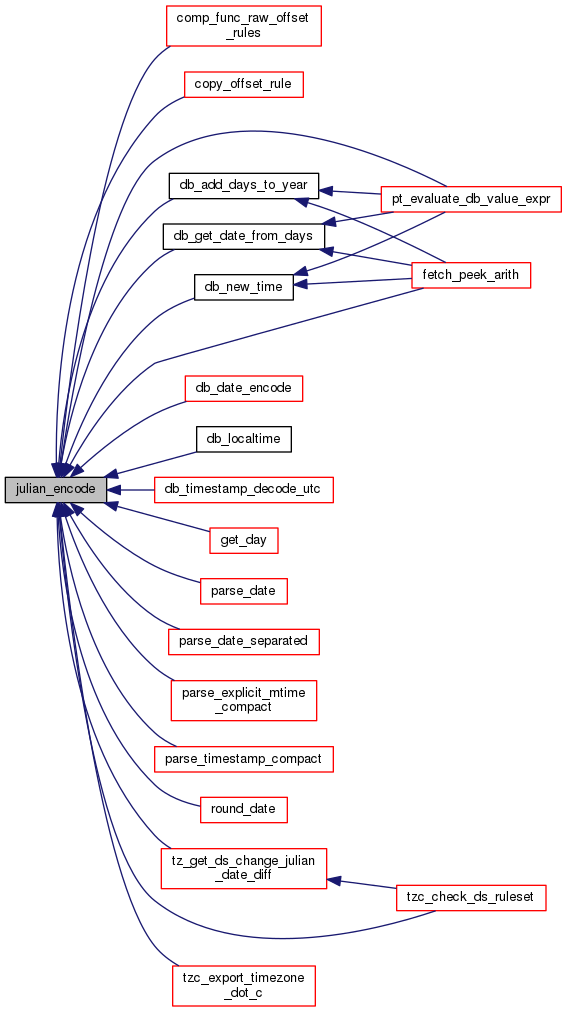 comp_func_raw_offset
_rules
copy_offset_rule
db_add_days_to_year
pt_evaluate_db_value_expr
db_get_date_from_days
fetch_peek_arith
db_new_time
db_date_encode
db_localtime
julian_encode
db_timestamp_decode_utc
get_day
parse_date
parse_date_separated
parse_explicit_mtime
_compact
parse_timestamp_compact
round_date
tz_get_ds_change_julian
_date_diff
tzc_check_ds_ruleset
tzc_export_timezone
_dot_c